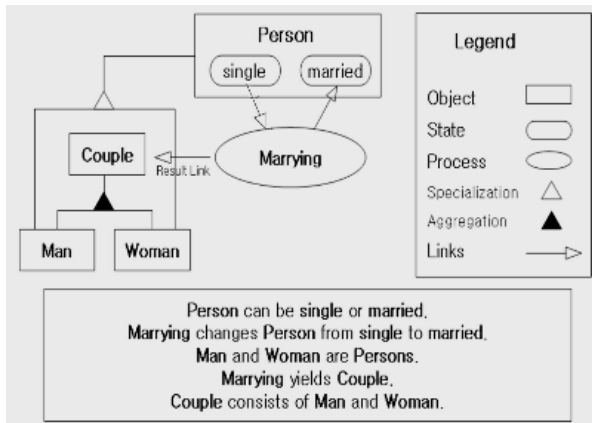 Person
single
married
Couple
Result Link
Marrying
Man
Woman
Legend
Object
State
Process
Specialization
Aggregation
Links
Person can be single or married,
Marrying changes Person from single to married,
Man and Woman are Persons,
Marrying yields Couple,
Couple consists of Man and Woman,